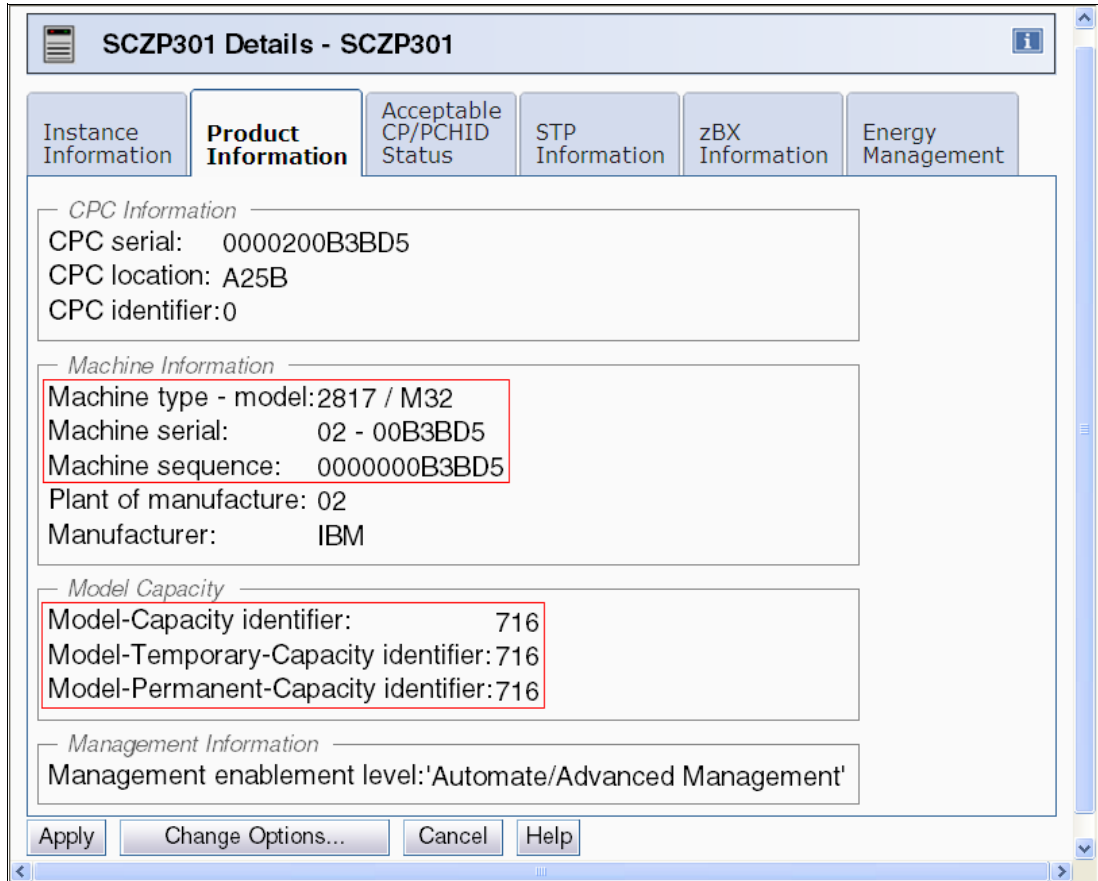 SCZP301 Details - SCZP301
i
Instance Information
Product Information
Acceptable CP/PCHID Status
STP Information
zBX Information
Energy Management
CPC Information
CPC serial: 0000200B3BD5
CPC location: A25B
CPC identifier:0
Machine Information
Machine type - model:2817 / M32
Machine serial: 02 - 00B3BD5
Machine sequence: 0000000B3BD5
Plant of manufacture: 02
Manufacturer: IBM
Model Capacity
Model-Capacity identifier: 716
Model-Temporary-Capacity identifier:716
Model-Permanent-Capacity identifier:716
Management Information
Management enablement level:'Automate/Advanced Management'
Apply Change Options... Cancel Help